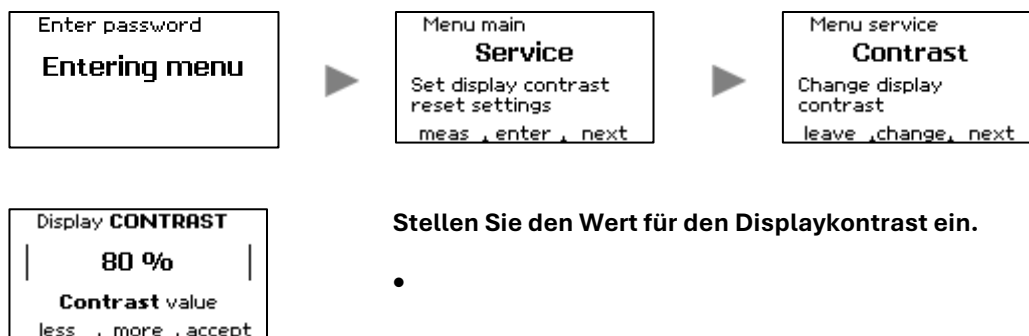 Enter password
Entering menu
Menu main
Service
Set display contrast
reset settings
meas , enter , next
Menu service
Contrast
Change display
contrast
leave ,change, next
Display CONTRAST
80 %
Contrast value
less , more , accept
Stellen Sie den Wert für den Displaykontrast ein.
•